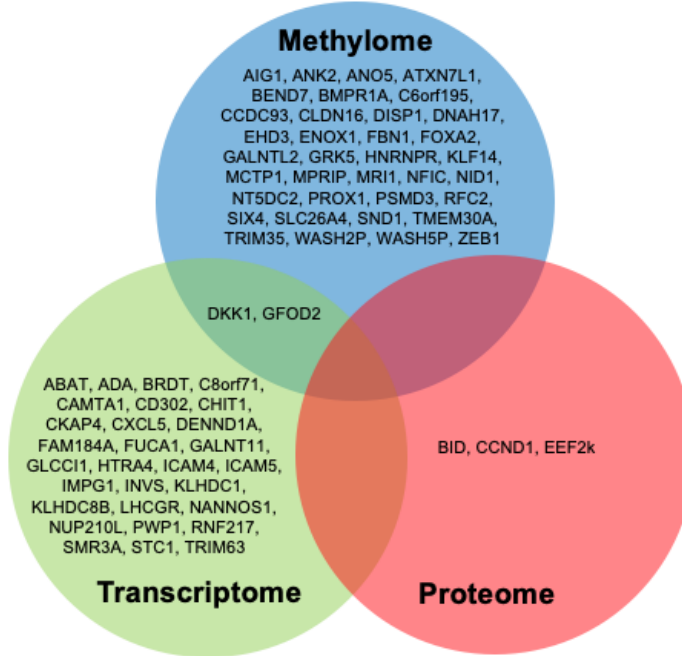 Methylome
AIG1, ANK2, ANO5, ATXN7L1,
BEND7, BMPR1A, C6orf195,
CCDC93, CLDN16, DISP1, DNAH17,
EHD3, ENOX1, FBN1, FOXA2,
GALNTL2, GRK5, HNRNPR, KLF14,
MCTP1, MPRIP, MRI1, NFIC, NID1,
NT5DC2, PROX1, PSMD3, RFC2,
SIX4, SLC26A4, SND1, TMEM30A,
TRIM35, WASH2P, WASH5P, ZEB1
DKK1, GFOD2
ABAT, ADA, BRDT, C8orf71,
CAMTA1, CD302, CHIT1,
CKAP4, CXCL5, DENND1A,
FAM184A, FUCA1, GALNT11,
GLCCI1, HTRA4, ICAM4, ICAM5,
IMPG1, INVS, KLHDC1,
KLHDC8B, LHCGR, NANNOS1,
NUP210L, PWP1, RNF217,
SMR3A, STC1, TRIM63
Transcriptome
BID, CCND1, EEF2k
Proteome